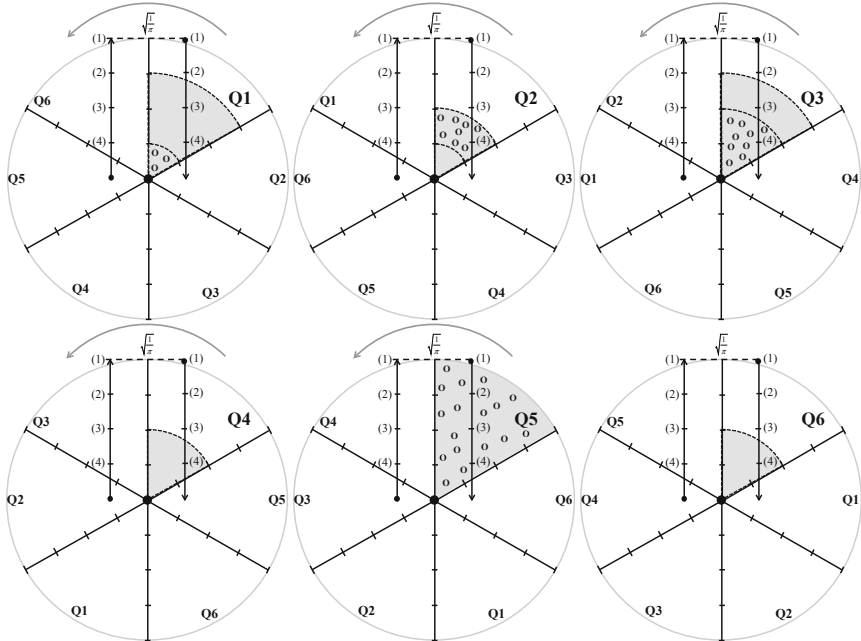 √1/π
(1) (1)
(2) (2)
(3) (3)
(4) (4)
Q6 Q1
Q5 Q2
Q4 Q3
√1/π
(1) (1)
(2) (2)
(3) (3)
(4) (4)
Q1 Q2
Q6 Q3
Q5 Q4
√1/π
(1) (1)
(2) (2)
(3) (3)
(4) (4)
Q2 Q3
Q1 Q4
Q6 Q5
√1/π
(1) (1)
(2) (2)
(3) (3)
(4) (4)
Q3 Q4
Q2 Q5
Q1 Q6
√1/π
(1) (1)
(2) (2)
(3) (3)
(4) (4)
Q4 Q5
Q3 Q6
Q2 Q1
√1/π
(1) (1)
(2) (2)
(3) (3)
(4) (4)
Q5 Q6
Q4 Q1
Q3 Q2